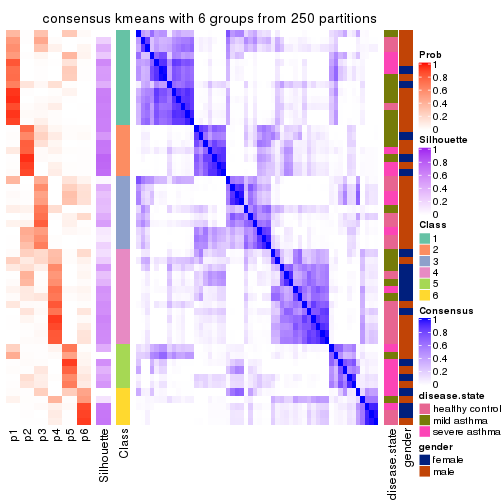 consensus kmeans with 6 groups from 250 partitions
Prob
1
0.8
0.6
0.4
0.2
0
Silhouette
1
0.8
0.6
0.4
0.2
0
Class
1
2
3
4
5
6
Consensus
1
0.8
0.6
0.4
0.2
0
disease.state
healthy control
mild asthma
severe asthma
gender
female
male
p1
p2
p3
p4
p5
p6
Silhouette
Class
disease.state
gender